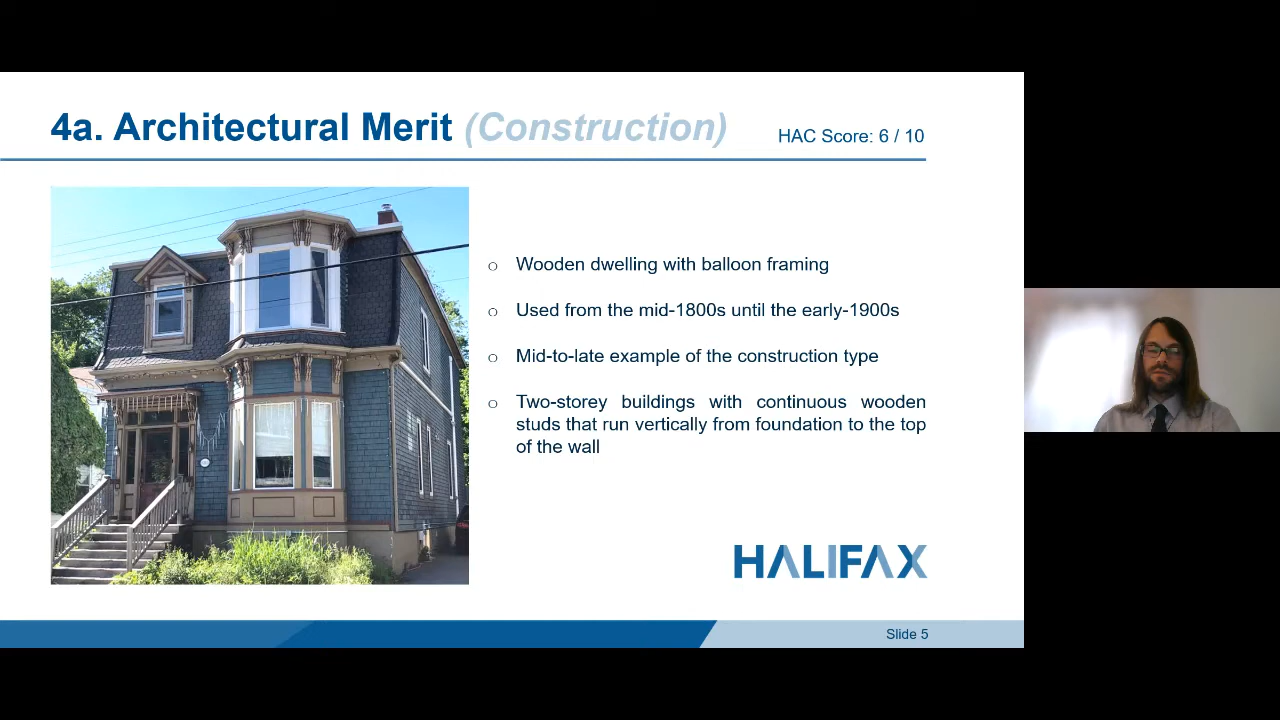 4a. Architectural Merit (Construction)
HAC Score: 6 / 10
○ Wooden dwelling with balloon framing
○ Used from the mid-1800s until the early-1900s
○ Mid-to-late example of the construction type
○ Two-storey buildings with continuous wooden
studs that run vertically from foundation to the top
of the wall
HALIFAX
Slide 5